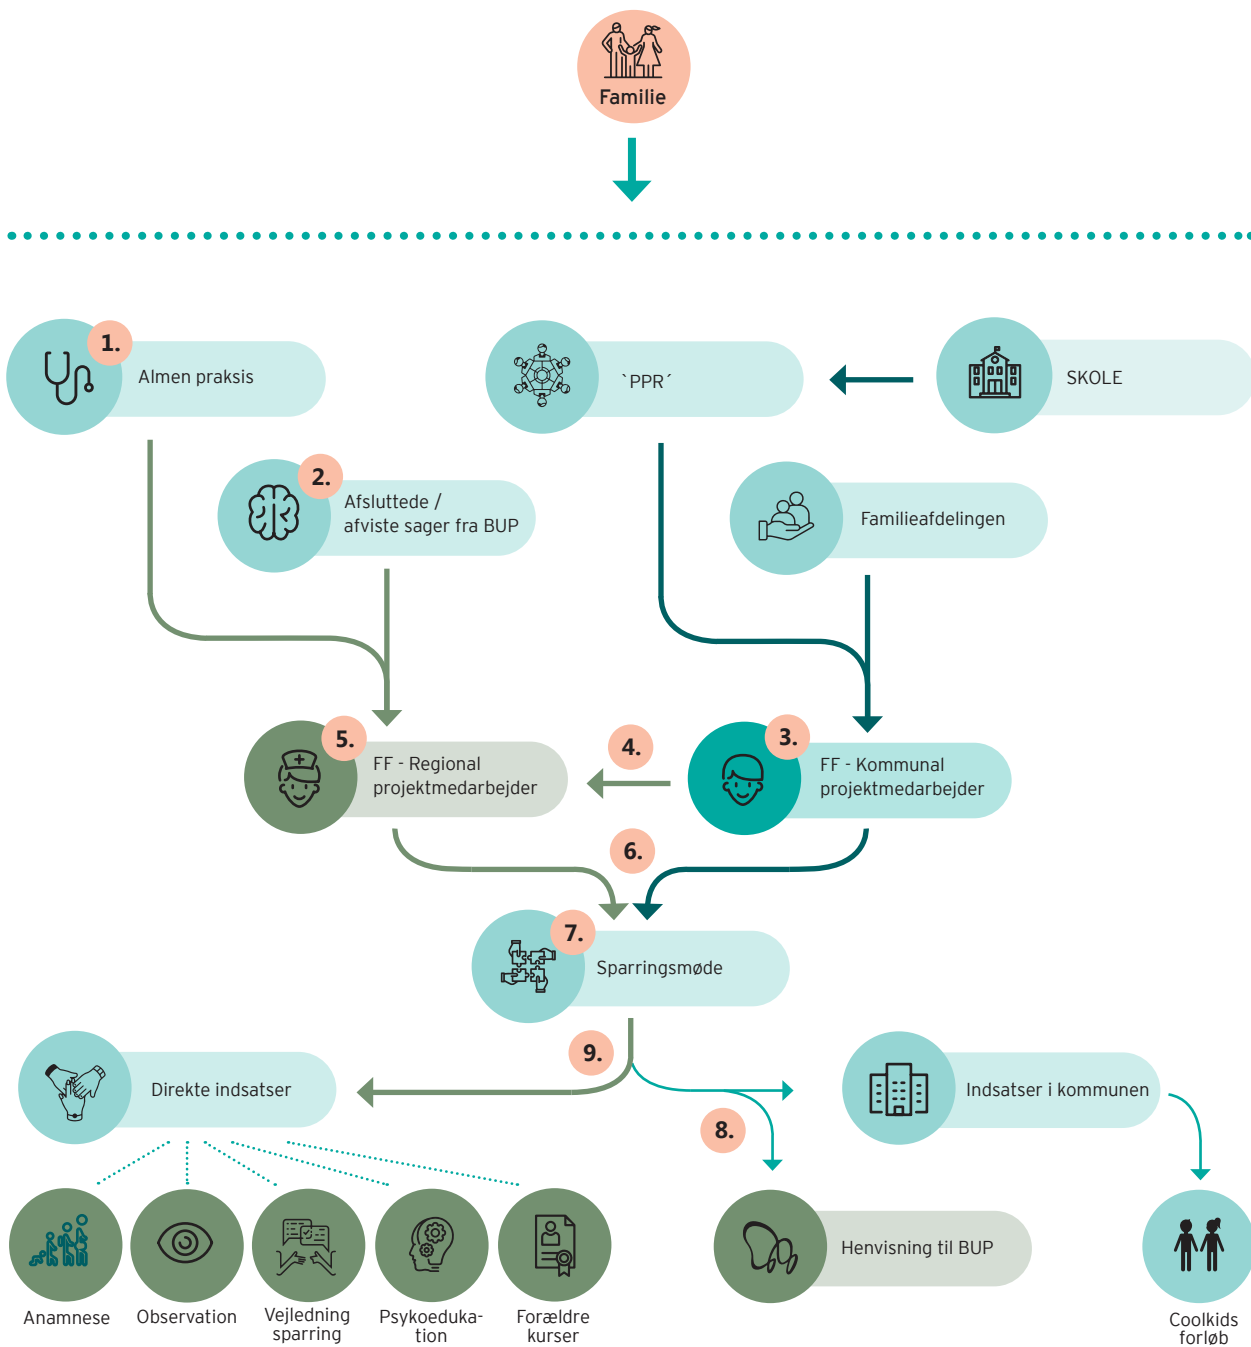 Familie
1.
Almen praksis
`PPR´
SKOLE
2.
Afsluttede /
afviste sager fra BUP
Familieafdelingen
5.
FF - Regional
projektmedarbejder
4.
3.
FF - Kommunal
projektmedarbejder
6.
7.
Sparringsmøde
9.
Direkte indsatser
8.
Indsatser i kommunen
Henvisning til BUP
Anamnese
Observation
Vejledning
sparring
Psykoeduka-
tion
Forældre
kurser
Coolkids
forløb